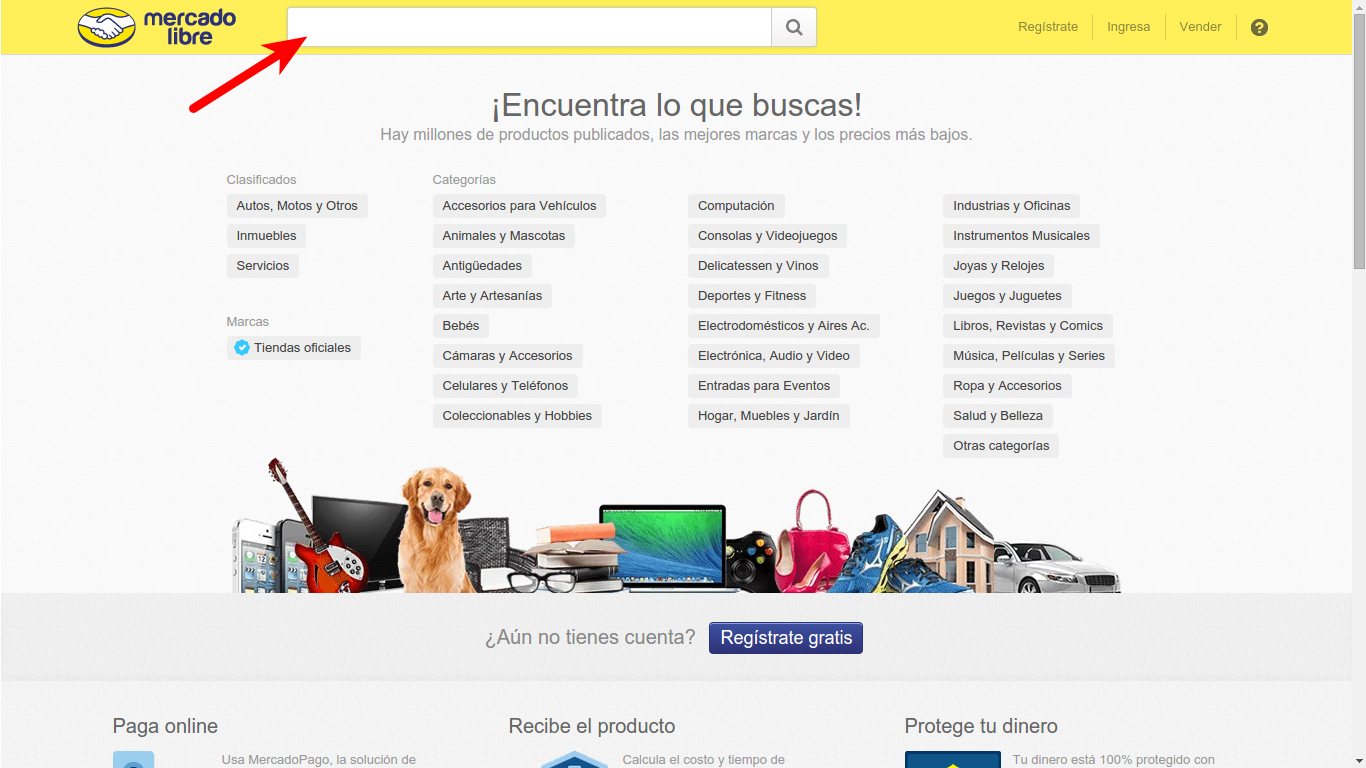 mercado
libre
Regístrate
Ingresa
Vender
?
¡Encuentra lo que buscas!
Hay millones de productos publicados, las mejores marcas y los precios más bajos.
Clasificados
Autos, Motos y Otros
Inmuebles
Servicios
Marcas
Tiendas oficiales
Categorías
Accesorios para Vehículos
Animales y Mascotas
Antigüedades
Arte y Artesanías
Bebés
Cámaras y Accesorios
Celulares y Teléfonos
Coleccionables y Hobbies
Computación
Consolas y Videojuegos
Delicatessen y Vinos
Deportes y Fitness
Electrodomésticos y Aires Ac.
Electrónica, Audio y Video
Entradas para Eventos
Hogar, Muebles y Jardín
Industrias y Oficinas
Instrumentos Musicales
Joyas y Relojes
Juegos y Juguetes
Libros, Revistas y Comics
Música, Películas y Series
Ropa y Accesorios
Salud y Belleza
Otras categorías
¿Aún no tienes cuenta?
Regístrate gratis
Paga online
Usa MercadoPago, la solución de
Recibe el producto
Calcula el costo y tiempo de
Protege tu dinero
Tu dinero está 100% protegido con